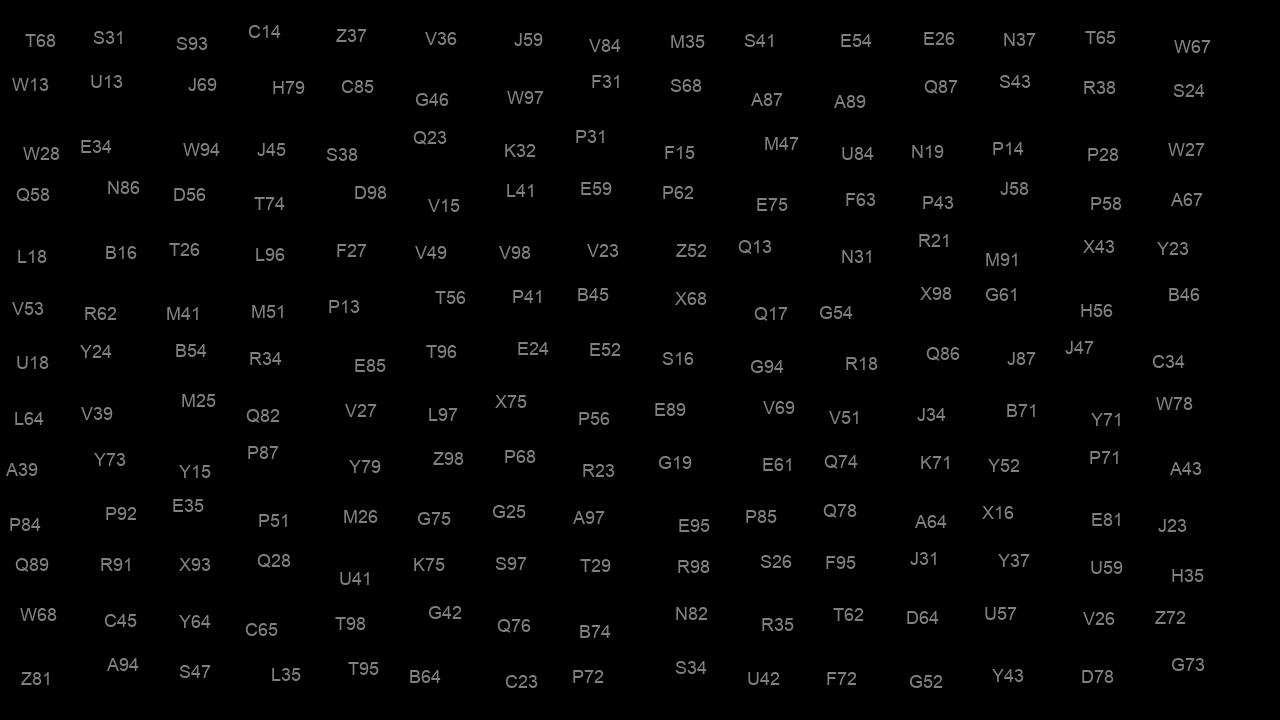 T68 S31 S93 C14 Z37 V36 J59 V84 M35 S41 E54 E26 N37 T65 W67
W13 U13 J69 H79 C85 G46 W97 F31 S68 A87 A89 Q87 S43 R38 S24
W28 E34 W94 J45 S38 Q23 K32 P31 F15 M47 U84 N19 P14 P28 W27
Q58 N86 D56 T74 D98 V15 L41 E59 P62 E75 F63 P43 J58 P58 A67
L18 B16 T26 L96 F27 V49 V98 V23 Z52 Q13 N31 R21 M91 X43 Y23
V53 R62 M41 M51 P13 T56 P41 B45 X68 Q17 G54 X98 G61 H56 B46
U18 Y24 B54 R34 E85 T96 E24 E52 S16 G94 R18 Q86 J87 J47 C34
L64 V39 M25 Q82 V27 L97 X75 P56 E89 V69 V51 J34 B71 Y71 W78
A39 Y73 Y15 P87 Y79 Z98 P68 R23 G19 E61 Q74 K71 Y52 P71 A43
P84 P92 E35 P51 M26 G75 G25 A97 E95 P85 Q78 A64 X16 E81 J23
Q89 R91 X93 Q28 U41 K75 S97 T29 R98 S26 F95 J31 Y37 U59 H35
W68 C45 Y64 C65 T98 G42 Q76 B74 N82 R35 T62 D64 U57 V26 Z72
Z81 A94 S47 L35 T95 B64 C23 P72 S34 U42 F72 G52 Y43 D78 G73